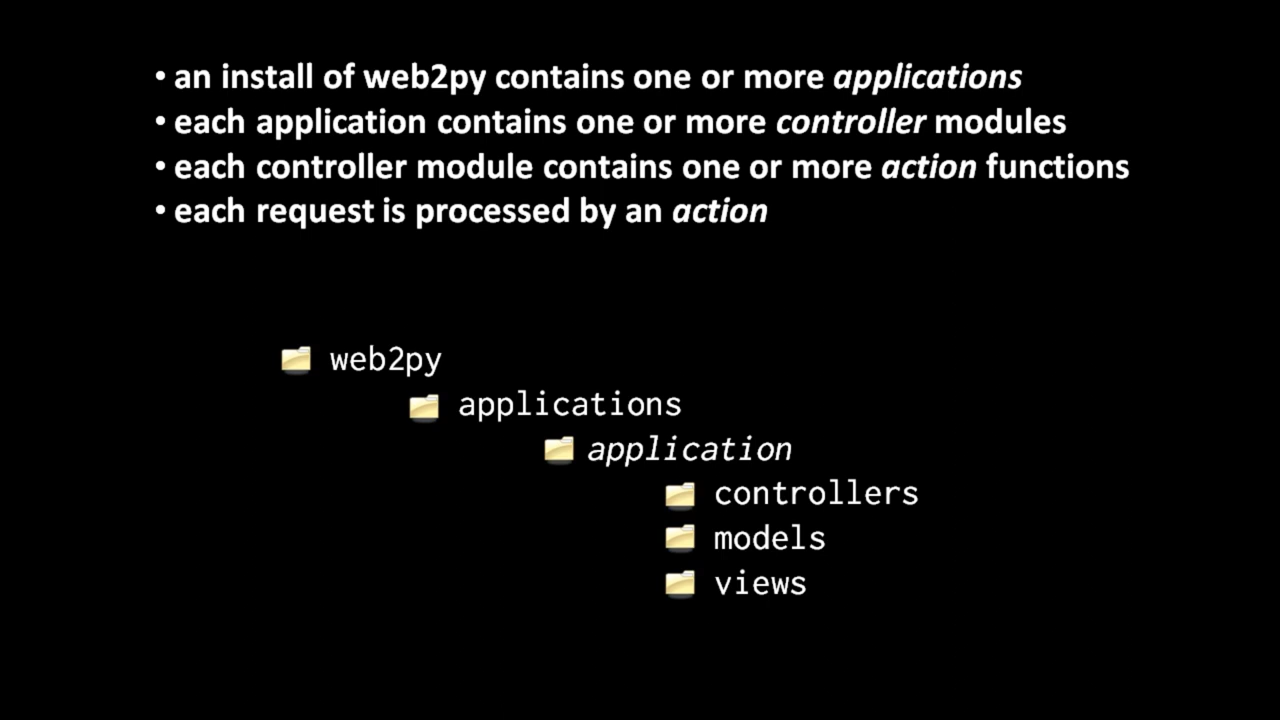 • an install of web2py contains one or more applications
• each application contains one or more controller modules
• each controller module contains one or more action functions
• each request is processed by an action
web2py
applications
application
controllers
models
views